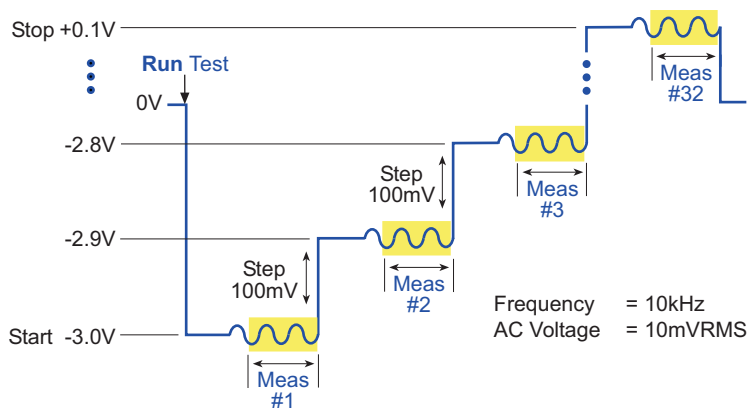 Stop +0.1V
Run Test
0V
Meas
#32
-2.8V
Step
100mV
Meas
#3
-2.9V
Step
100mV
Meas
#2
Frequency = 10kHz
AC Voltage = 10mVRMS
Start -3.0V
Meas
#1